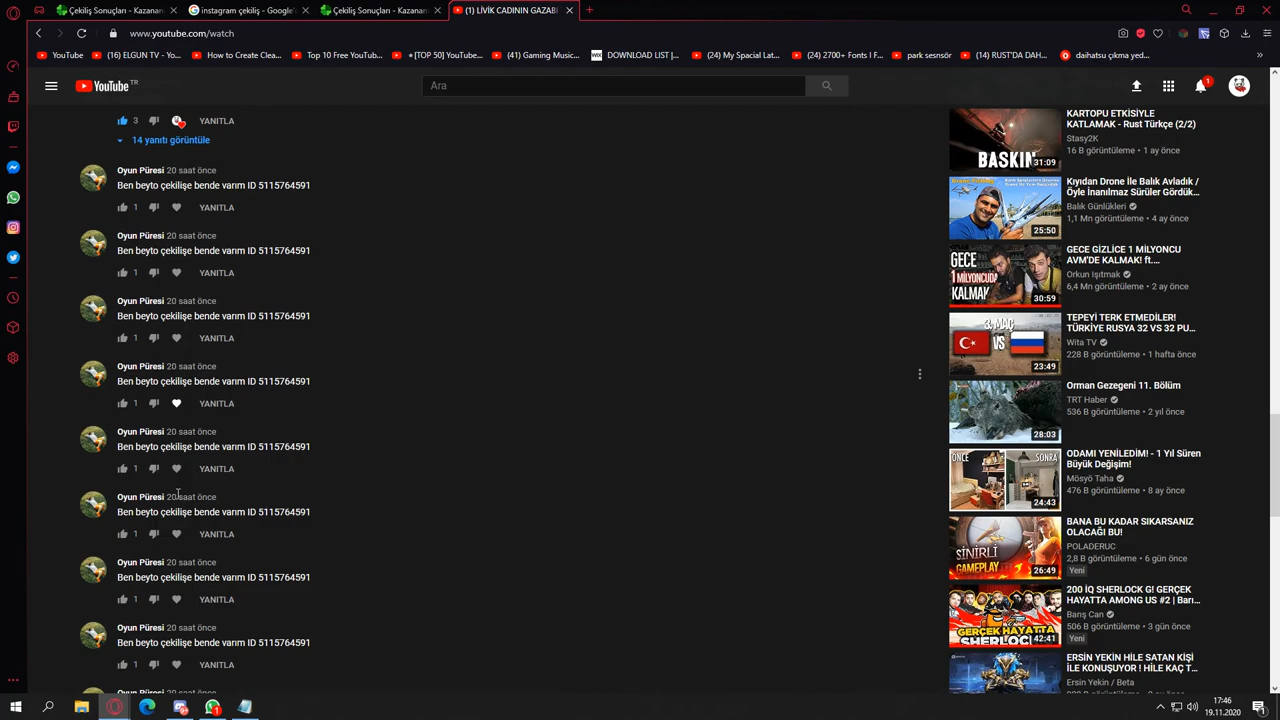 Çekiliş Sonuçları - Kazanan
instagram çekiliş - Google'
Çekiliş Sonuçları - Kazanan
(1) LİVİK CADININ GAZABI
www.youtube.com/watch
YouTube
(16) ELGUN TV - Yo...
How to Create Clea...
Top 10 Free YouTub...
[TOP 50] YouTube...
(41) Gaming Music...
WIX
DOWNLOAD LIST |...
(24) My Special Lat...
(24) 2700+ Fonts I F...
park sesnsör
(14) RUST'DA DAH...
daihatsu çıkma yed...
YouTube TR
Ara
1
3 YANITLA
14 yanıtı görüntüle
Oyun Püresi 20 saat önce
Ben beyto çekilişe bende varım ID 5115764591
1 YANITLA
Oyun Püresi 20 saat önce
Ben beyto çekilişe bende varım ID 5115764591
1 YANITLA
Oyun Püresi 20 saat önce
Ben beyto çekilişe bende varım ID 5115764591
1 YANITLA
Oyun Püresi 20 saat önce
Ben beyto çekilişe bende varım ID 5115764591
1 YANITLA
Oyun Püresi 20 saat önce
Ben beyto çekilişe bende varım ID 5115764591
1 YANITLA
Oyun Püresi 20 saat önce
Ben beyto çekilişe bende varım ID 5115764591
1 YANITLA
Oyun Püresi 20 saat önce
Ben beyto çekilişe bende varım ID 5115764591
1 YANITLA
Oyun Püresi 20 saat önce
Ben beyto çekilişe bende varım ID 5115764591
1 YANITLA
Oyun Püresi 20 saat önce
BASKIN
31:09
KARTOPU ETKİSİYLE
KATLAMAK - Rust Türkçe (2/2)
Stasy2K
16 B görüntüleme • 1 ay önce
25:50
Kıyıdan Drone İle Balık Avladık /
Öyle İnanılmaz Sürüler Gördük...
Balık Günlükleri
1,1 Mn görüntüleme • 4 ay önce
GECE
1 MİLYONCUDA
KALMAK
30:59
GECE GİZLİCE 1 MİLYONCU
AVM'DE KALMAK! ft....
Orkun Işıtmak
6,4 Mn görüntüleme • 2 ay önce
3. MAÇ
VS
23:49
TEPEYİ TERK ETMEDİLER!
TÜRKİYE RUSYA 32 VS 32 PU...
Wita TV
228 B görüntüleme • 1 hafta önce
28:03
Orman Gezegeni 11. Bölüm
TRT Haber
536 B görüntüleme • 2 yıl önce
ÖNCE
SONRA
24:43
ODAMI YENİLEDİM! - 1 Yıl Süren
Büyük Değişim!
Mösyö Taha
476 B görüntüleme • 8 ay önce
SİNİRLİ
GAMEPLAY
26:49
BANA BU KADAR SIKARSANIZ
OLACAĞI BU!
POLADERUC
2,8 B görüntüleme • 6 gün önce
Yeni
GERÇEK HAYATTA
SHERLOCK
42:41
200 İQ SHERLOCK G! GERÇEK
HAYATTA AMONG US #2 | Barı...
Barış Can
506 B görüntüleme • 3 gün önce
Yeni
ERSİN YEKİN HİLE SATAN KİŞİ
İLE KONUŞUYOR ! HİLE KAÇ T...
Ersin Yekin / Beta
1
17:46
19.11.2020
1